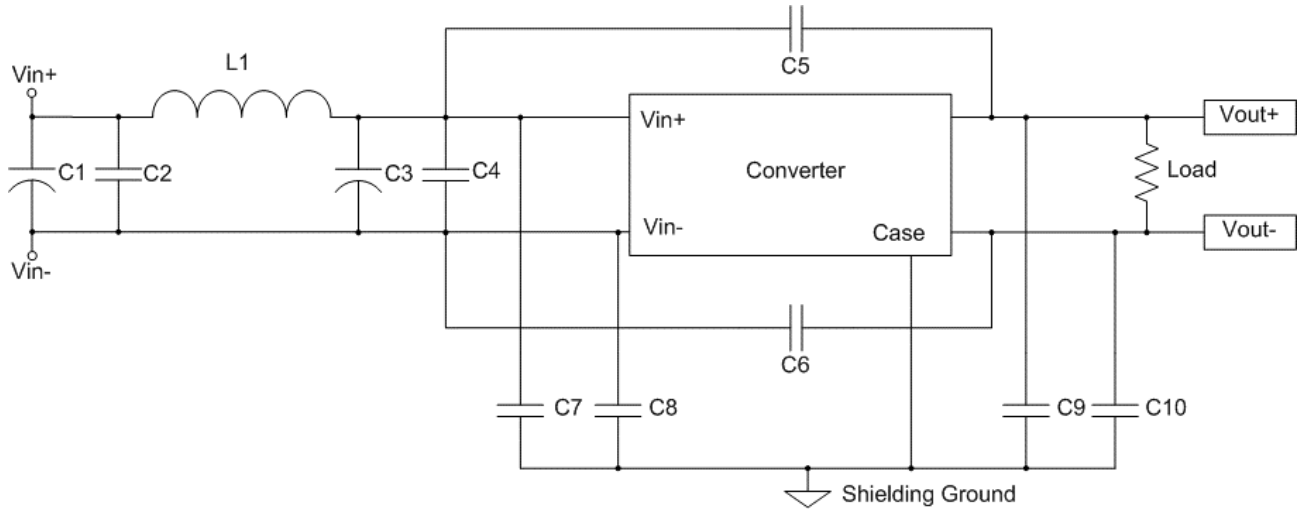 C5
L1
Vin+
Vin+
Vout+
C1
C2
C3
C4
Converter
Load
Vin-
Case
Vout-
Vin-
C6
C7
C8
C9
C10
Shielding Ground